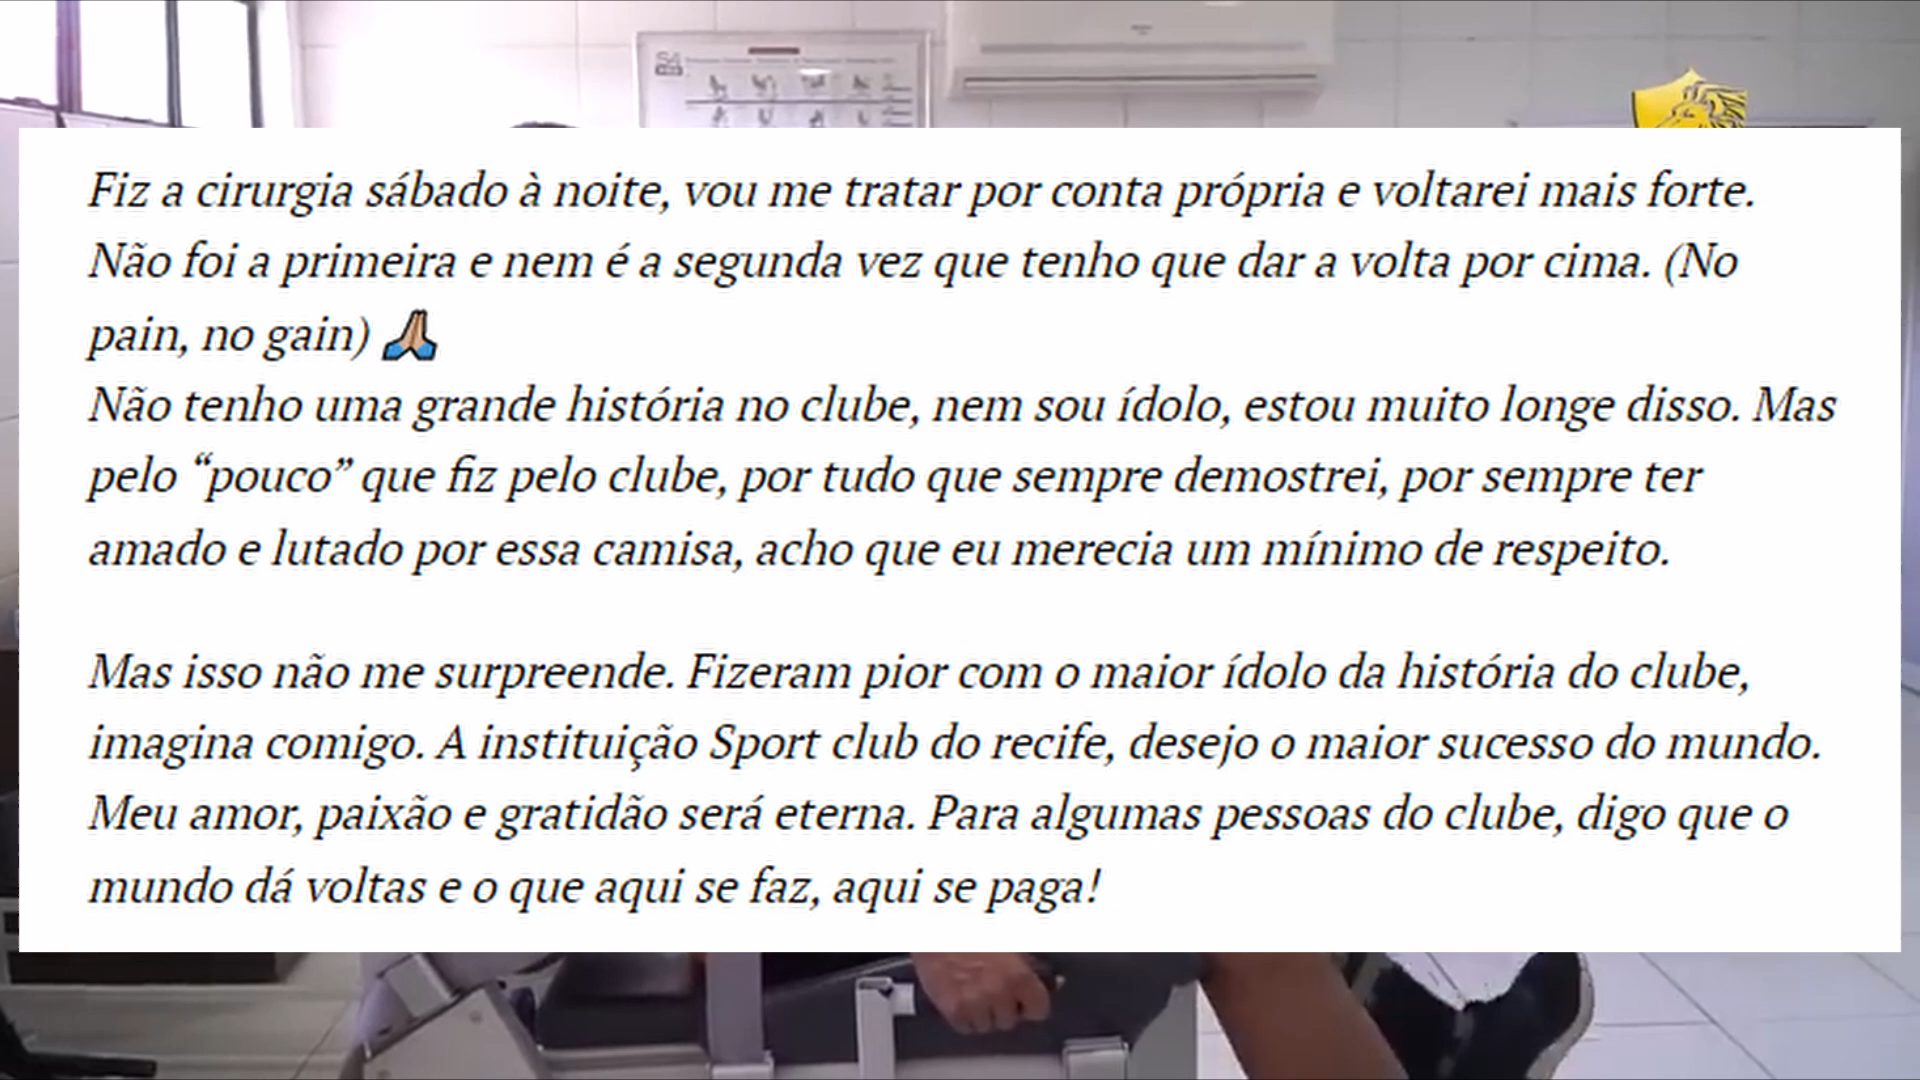 Fiz a cirurgia sábado à noite, vou me tratar por conta própria e voltarei mais forte.
Não foi a primeira e nem é a segunda vez que tenho que dar a volta por cima. (No
pain, no gain) 🙏🏼
Não tenho uma grande história no clube, nem sou ídolo, estou muito longe disso. Mas
pelo “pouco” que fiz pelo clube, por tudo que sempre demostrei, por sempre ter
amado e lutado por essa camisa, acho que eu merecia um mínimo de respeito.
Mas isso não me surpreende. Fizeram pior com o maior ídolo da história do clube,
imagina comigo. A instituição Sport club do recife, desejo o maior sucesso do mundo.
Meu amor, paixão e gratidão será eterna. Para algumas pessoas do clube, digo que o
mundo dá voltas e o que aqui se faz, aqui se paga!